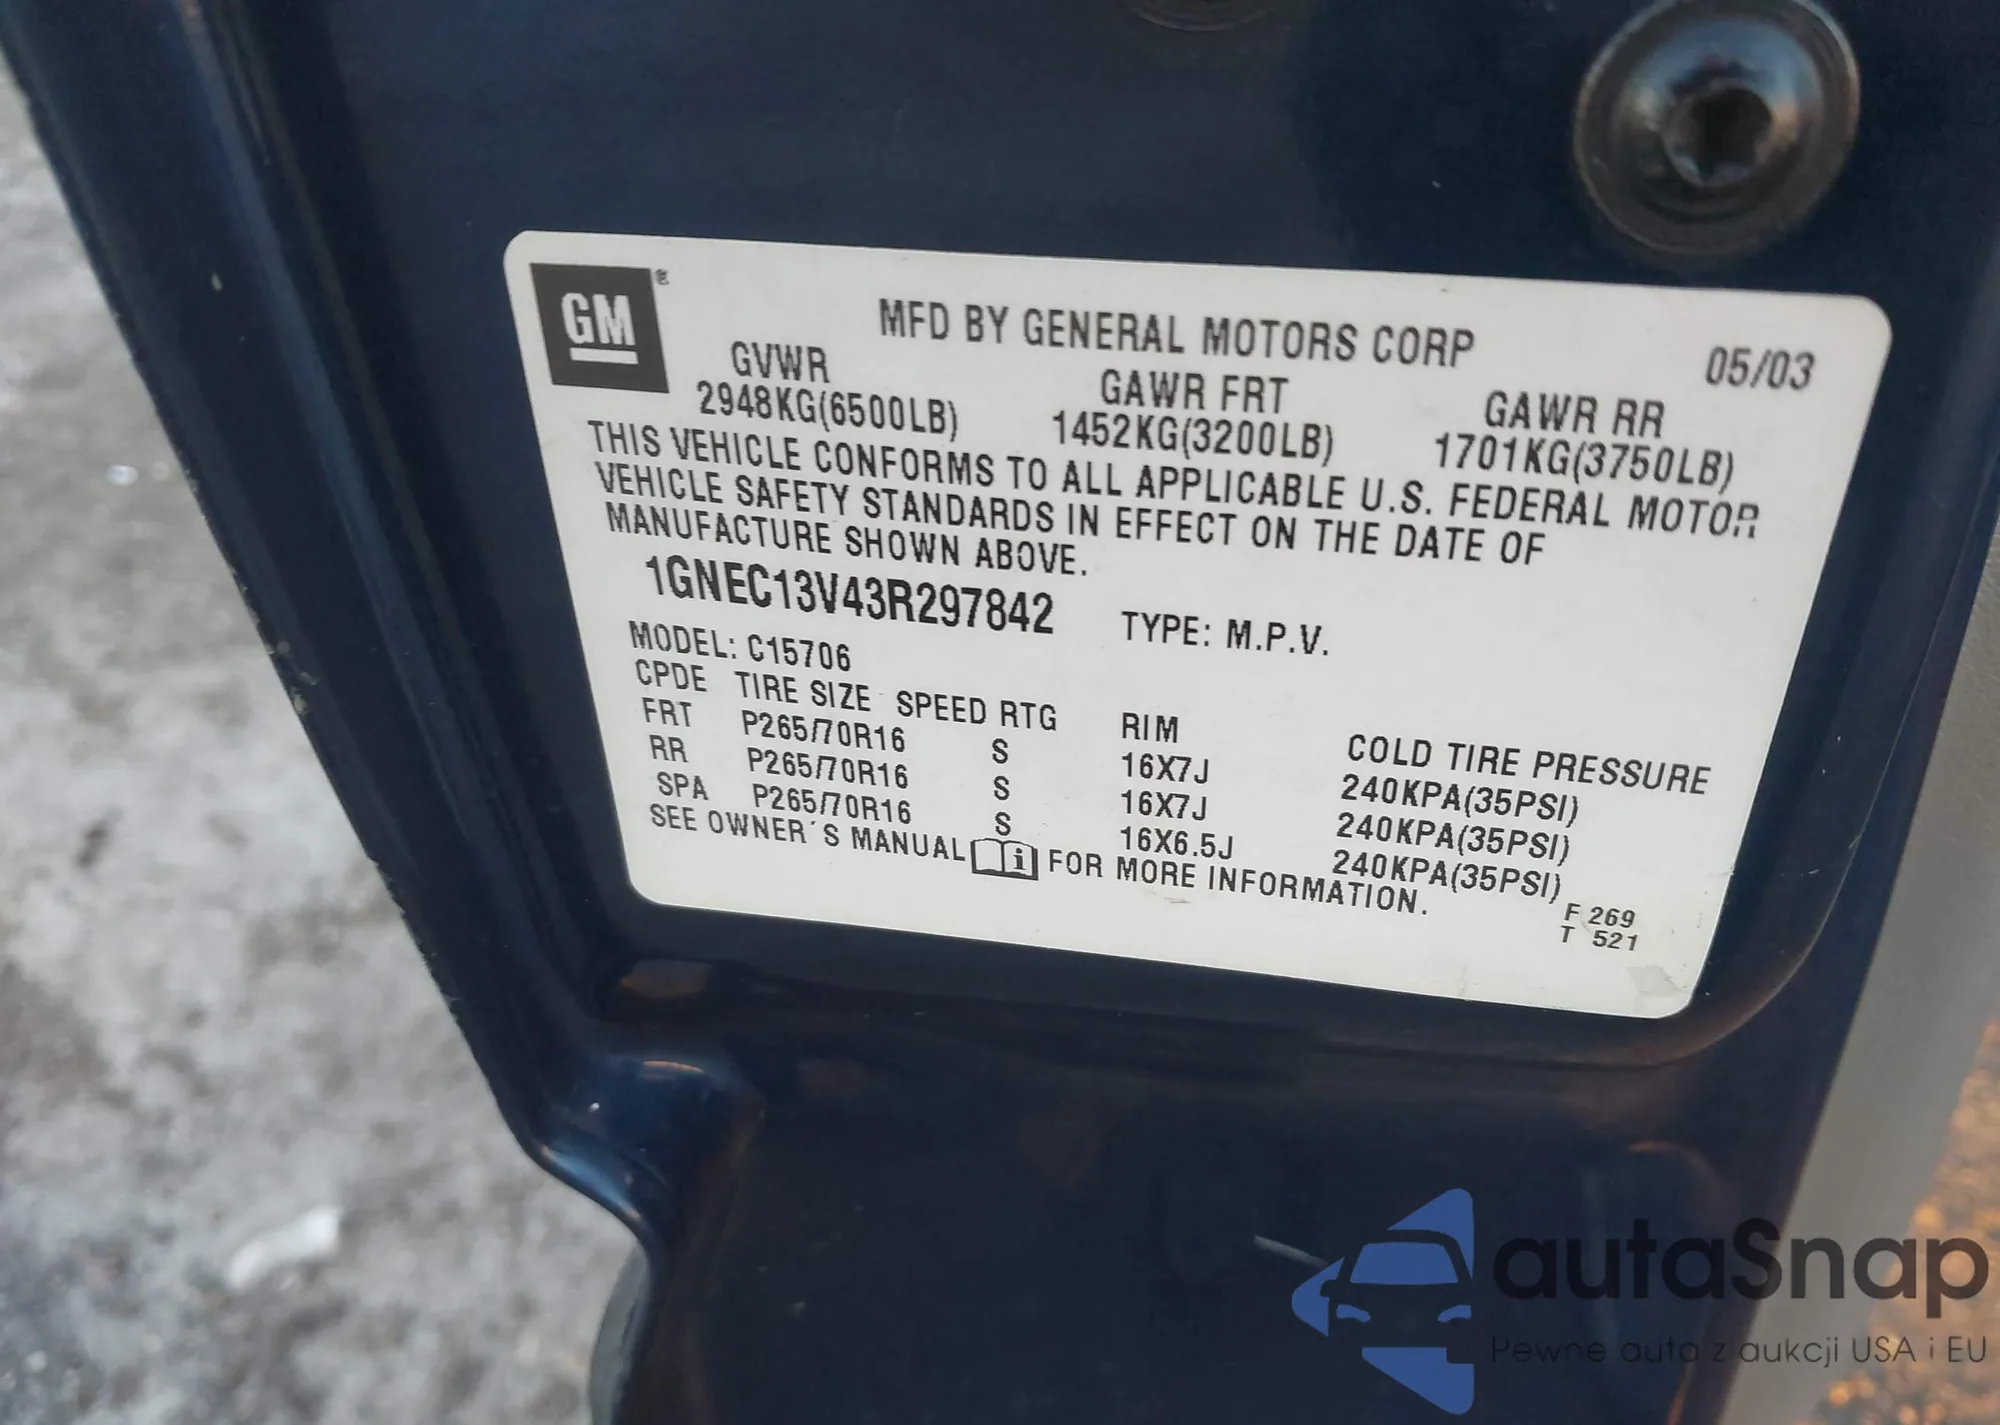 GM ®
MFD BY GENERAL MOTORS CORP 05/03
GVWR GAWR FRT GAWR RR
2948KG(6500LB) 1452KG(3200LB) 1701KG(3750LB)
THIS VEHICLE CONFORMS TO ALL APPLICABLE U.S. FEDERAL MOTOR
VEHICLE SAFETY STANDARDS IN EFFECT ON THE DATE OF
MANUFACTURE SHOWN ABOVE.
1GNEC13V43R297842 TYPE: M.P.V.
MODEL: C15706
CPDE TIRE SIZE SPEED RTG RIM COLD TIRE PRESSURE
FRT P265/70R16 S 16X7J 240KPA(35PSI)
RR P265/70R16 S 16X7J 240KPA(35PSI)
SPA P265/70R16 S 16X6.5J 240KPA(35PSI)
SEE OWNER´S MANUAL i FOR MORE INFORMATION.
F 269
T 521
autaSnap
Pewne auta z aukcji USA i EU